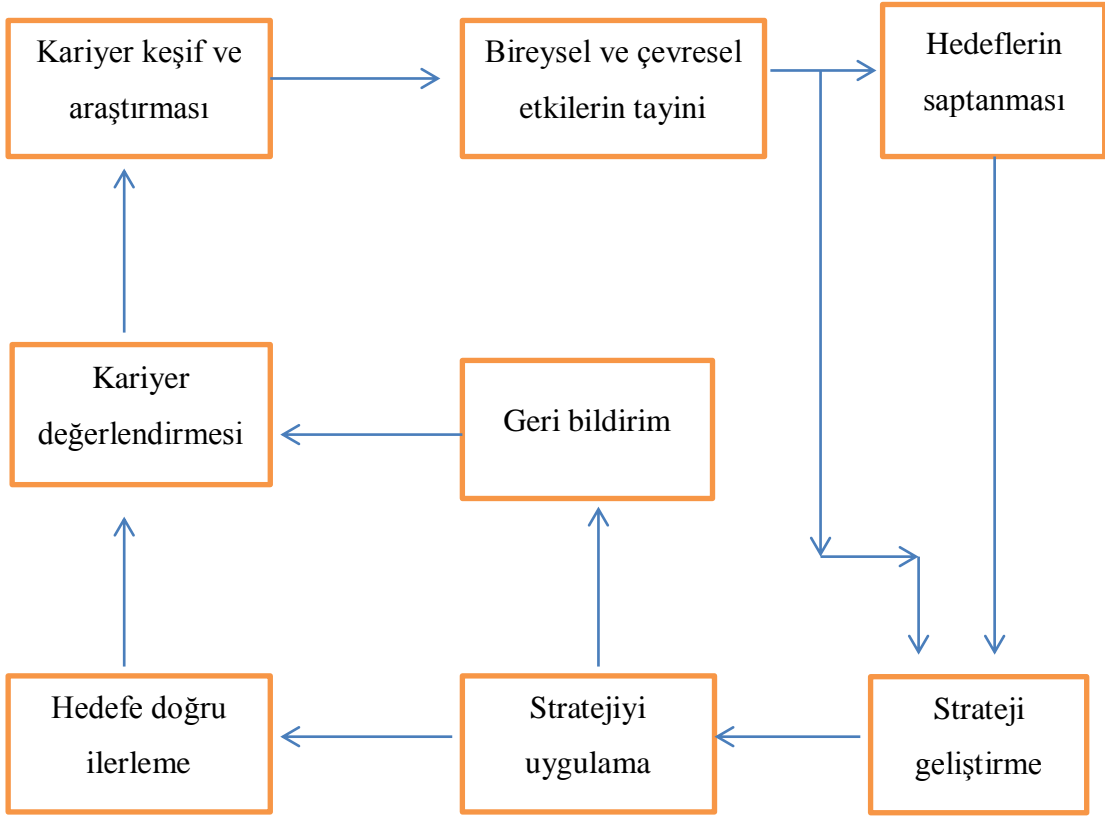 Kariyer keşif ve
araştırması
Bireysel ve çevresel
etkilerin tayini
Hedeflerin
saptanması
Kariyer
değerlendirmesi
Geri bildirim
Hedefe doğru
ilerleme
Stratejiyi
uygulama
Strateji
geliştirme